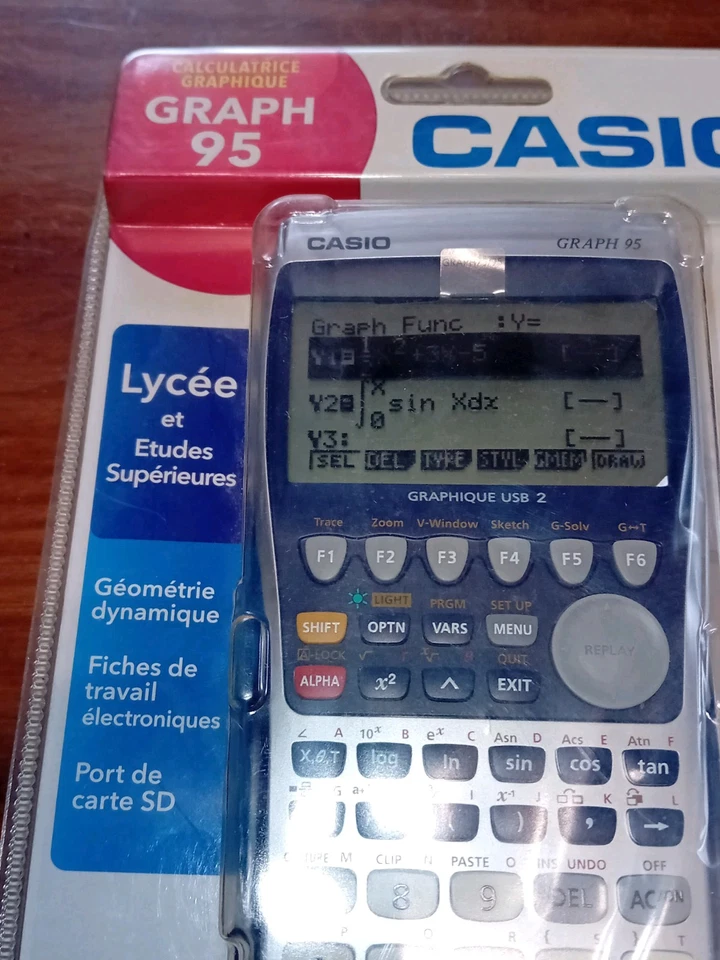 CALCULATRICE
GRAPHIQUE
GRAPH
95
CASIO
CASIO GRAPH 95
Graph Func :Y=
[—]
Y2 ∫ X 0 sin Xdx [—]
Y3: [—]
SEL DEL TYPE STYL GMEM DRAW
GRAPHIQUE USB 2
Lycée
et
Etudes
Supérieures
Géométrie
dynamique
Fiches de
travail
électroniques
Port de
carte SD
Trace Zoom V-Window Sketch G-Solv G↔T
F1 F2 F3 F4 F5 F6
LIGHT PRGM SET UP
SHIFT OPTN VARS MENU
REPLAY
A-LOCK QUIT
ALPHA x² ^ EXIT
∠ A 10ˣ B eˣ C Asn D Acs E Atn F
X,θ,T log ln sin cos tan
G I x⁻¹ J K L
( ) , →
M CLIP N PASTE O INS UNDO OFF
8 9 DEL AC/ON
P Q R { S } T